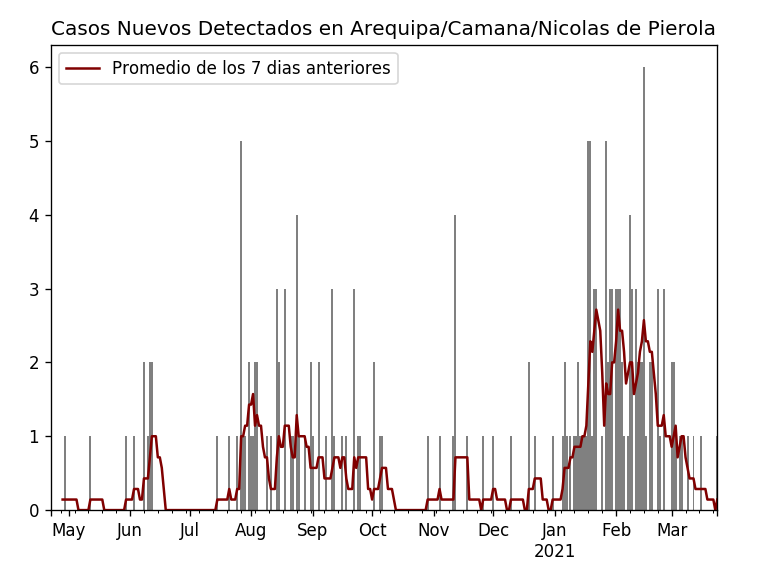 Casos Nuevos Detectados en Arequipa/Camana/Nicolas de Pierola
Promedio de los 7 dias anteriores
6
5
4
3
2
1
0
May Jun Jul Aug Sep Oct Nov Dec Jan Feb Mar
2021